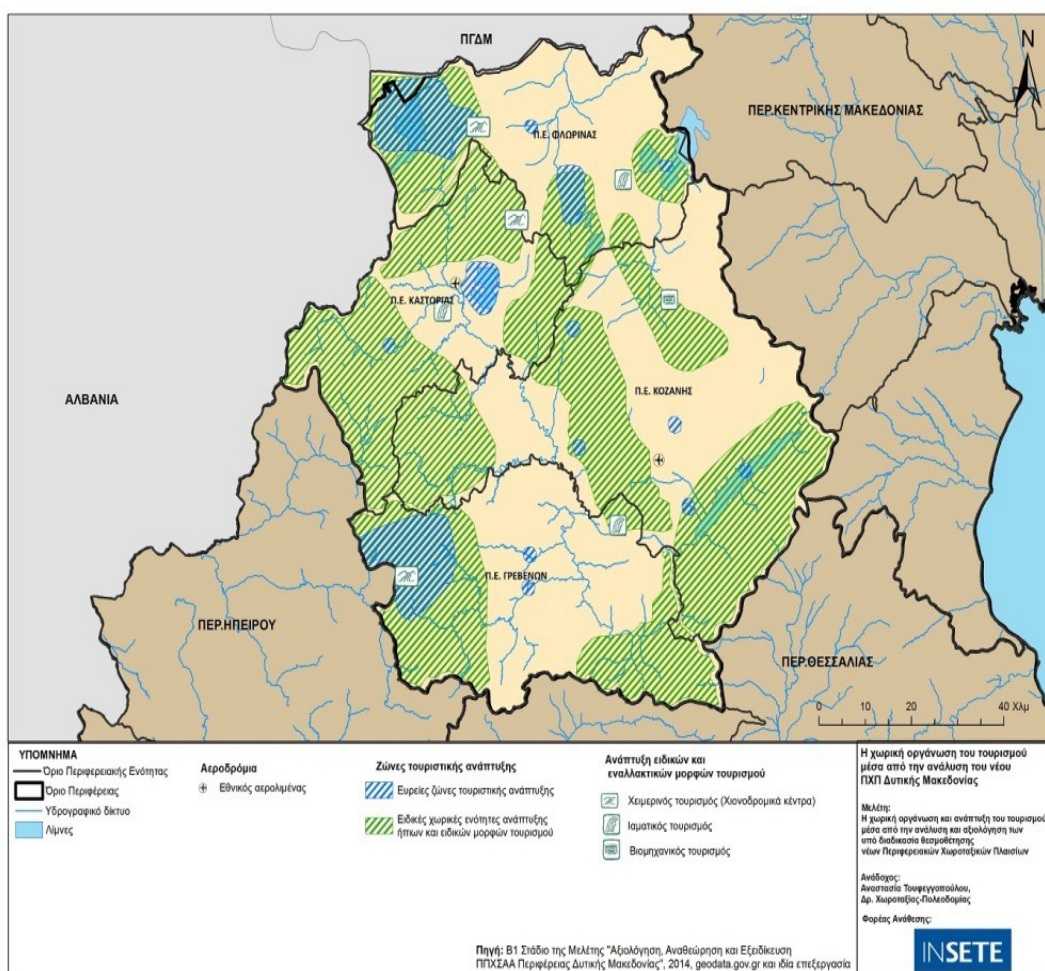 ΠΓΔΜ
N
ΠΕΡ.ΚΕΝΤΡΙΚΗΣ ΜΑΚΕΔΟΝΙΑΣ
Π.Ε. ΦΛΩΡΙΝΑΣ
Π.Ε. ΚΑΣΤΟΡΙΑΣ
ΑΛΒΑΝΙΑ
Π.Ε. ΚΟΖΑΝΗΣ
Π.Ε. ΓΡΕΒΕΝΩΝ
ΠΕΡ.ΗΠΕΙΡΟΥ
ΠΕΡ.ΘΕΣΣΑΛΙΑΣ
0 10 20 40 Χλμ
ΥΠΟΜΝΗΜΑ
Όριο Περιφερειακής Ενότητας
Όριο Περιφέρειας
Υδρογραφικό δίκτυο
Λίμνες
Αεροδρόμια
Εθνικός αερολιμένας
Ζώνες τουριστικής ανάπτυξης
Ευρείες ζώνες τουριστικής ανάπτυξης
Ειδικές χωρικές ενότητες ανάπτυξης
ήπιων και ειδικών μορφών τουρισμού
Ανάπτυξη ειδικών και
εναλλακτικών μορφών τουρισμού
Χειμερινός τουρισμός (Χιονοδρομικά κέντρα)
Ιαματικός τουρισμός
Βιομηχανικός τουρισμός
Η χωρική οργάνωση του τουρισμού
μέσα από την ανάλυση του νέου
ΠΧΠ Δυτικής Μακεδονίας
Μελέτη:
Η χωρική οργάνωση και ανάπτυξη του τουρισμού
μέσα από την ανάλυση και αξιολόγηση των
υπό διαδικασία θεσμοθέτησης
νέων Περιφερειακών Χωροταξικών Πλαισίων
Ανάδοχος:
Αναστασία Τουφεγγοπούλου,
Δρ. Χωροταξίας-Πολεοδομίας
Φορέας Ανάθεσης:
INSETE
Πηγή: Β1 Στάδιο της Μελέτης "Αξιολόγηση, Αναθεώρηση και Εξειδίκευση
ΠΠΧΣΑΑ Περιφέρειας Δυτικής Μακεδονίας", 2014, geodata.gov.gr και ιδία επεξεργασία